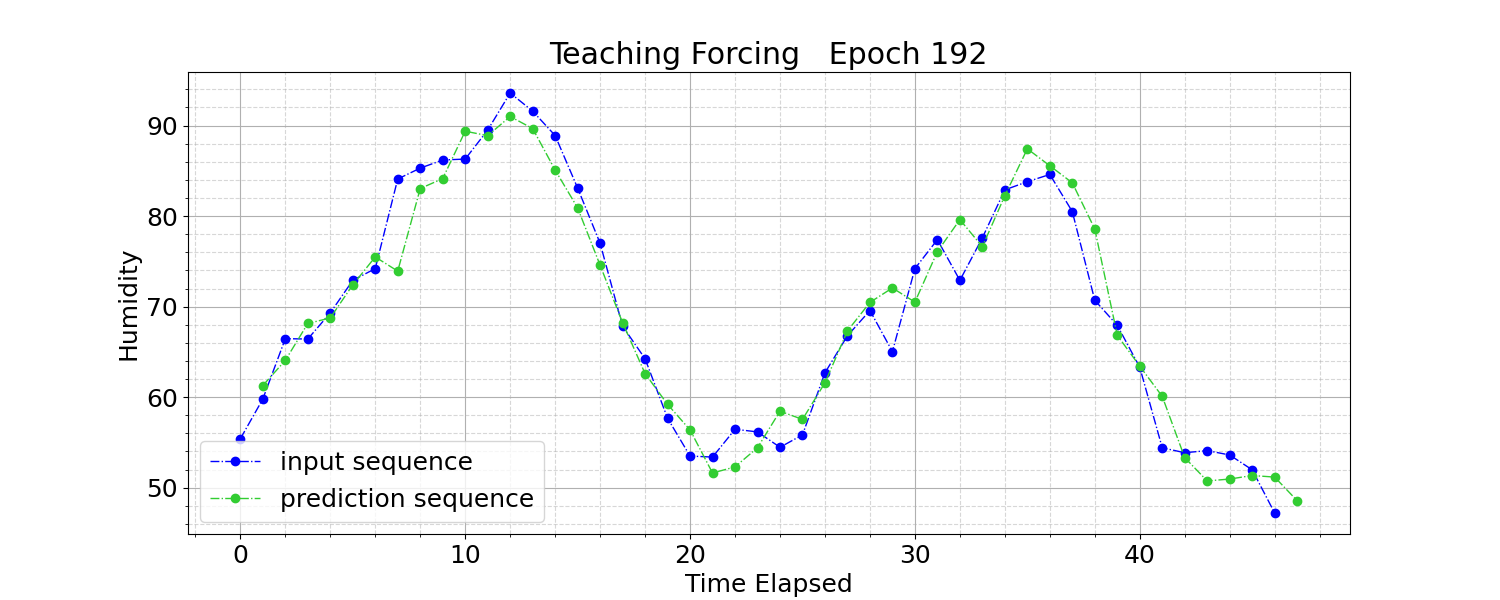 Teaching Forcing   Epoch 192
Humidity
90
80
70
60
50
input sequence
prediction sequence
0 10 20 30 40
Time Elapsed